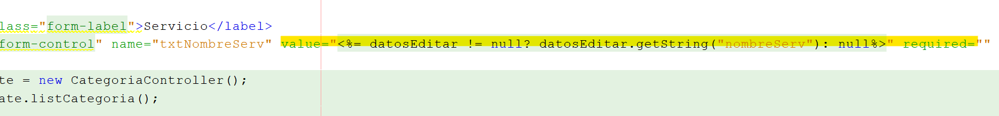 lass="form-label">Servicio</label>
form-control" name="txtNombreServ" value="<%= datosEditar != null? datosEditar.getString("nombreServ"): null%>" required=""
te = new CategoriaController();
ate.listCategoria();